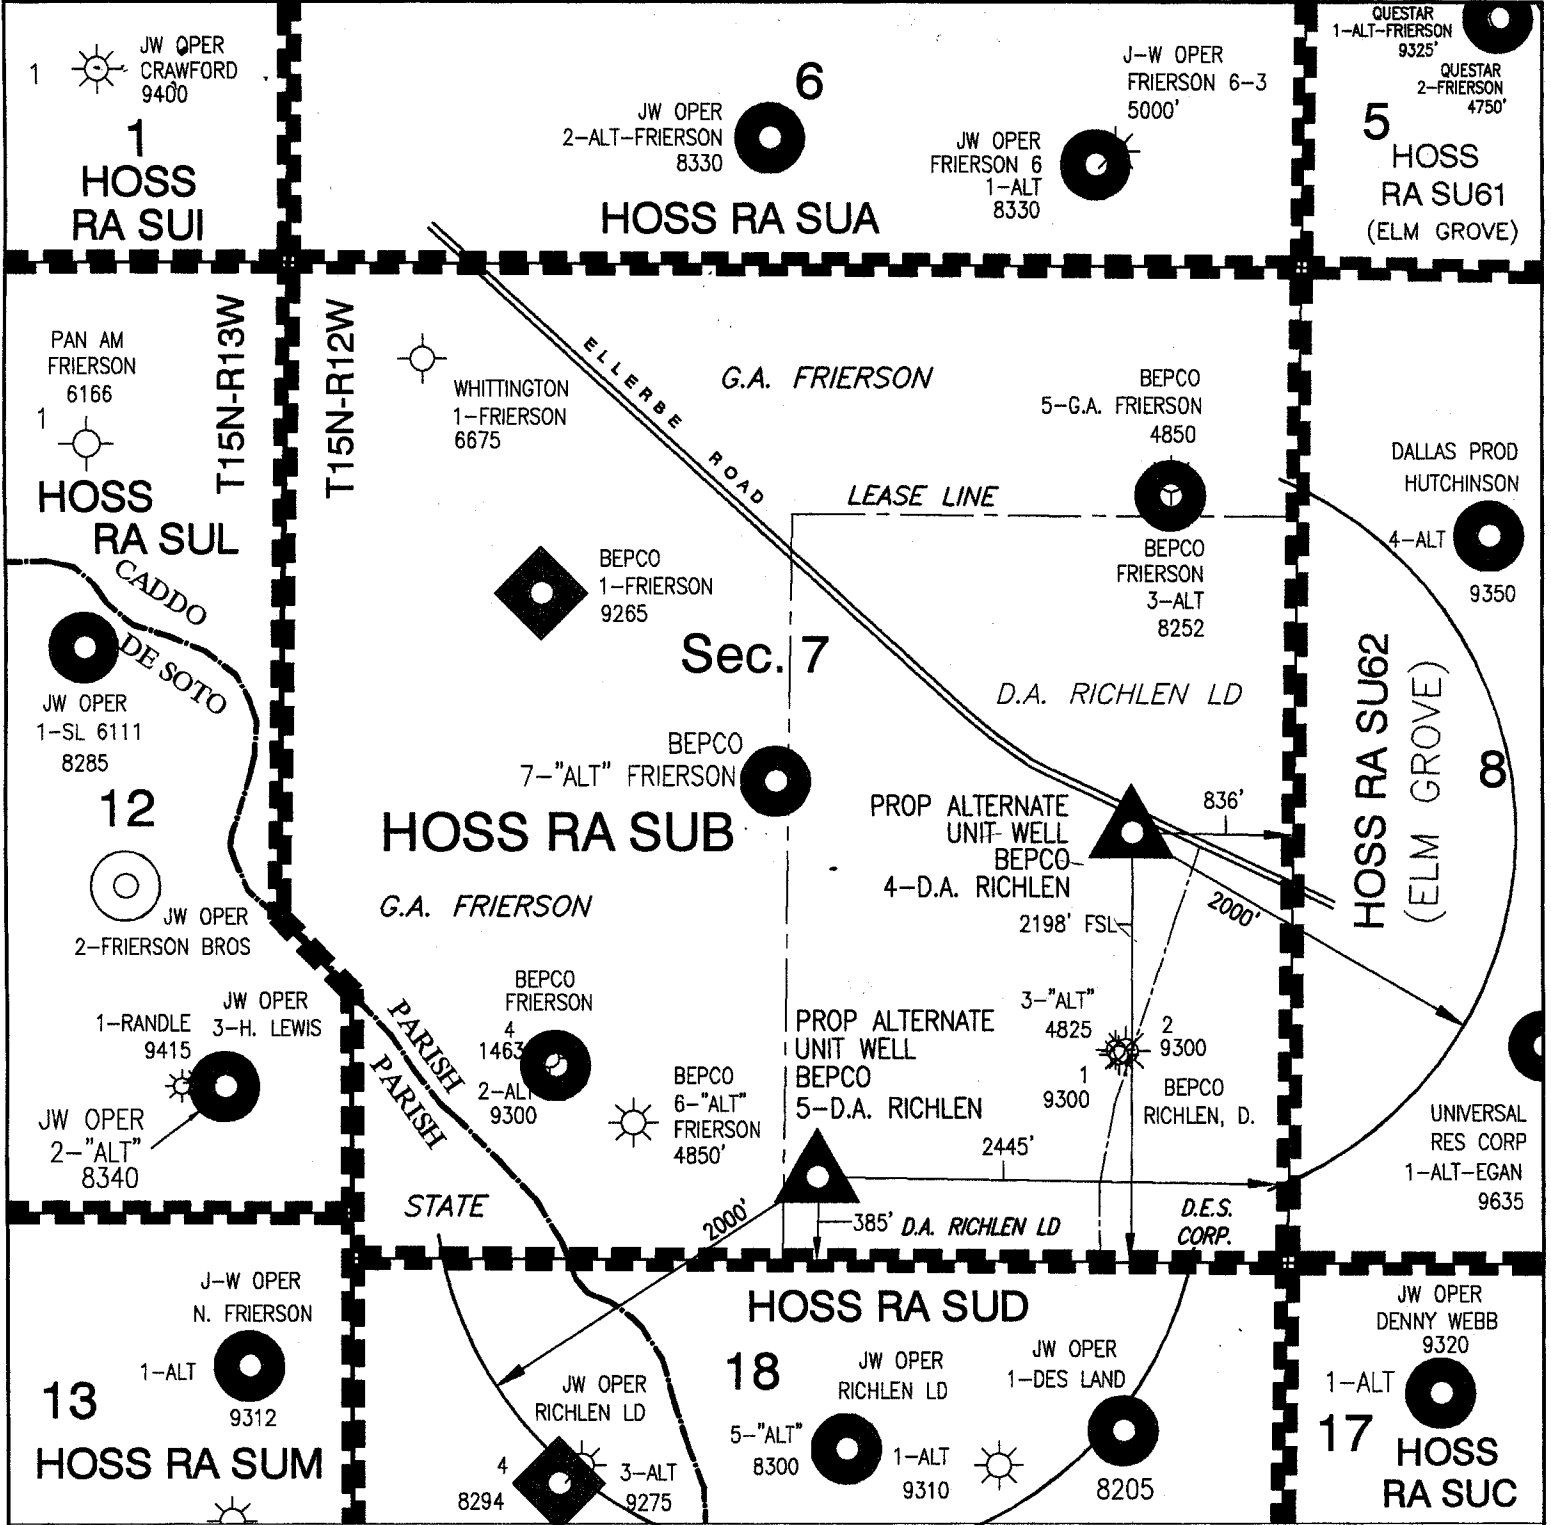 1
JW OPER
CRAWFORD
9400
1
HOSS
RA SUI
6
JW OPER
2-ALT-FRIERSON
8330
J-W OPER
FRIERSON 6-3
5000'
JW OPER
FRIERSON 6
1-ALT
8330
HOSS RA SUA
QUESTAR
1-ALT-FRIERSON
9325'
QUESTAR
2-FRIERSON
4750'
5
HOSS
RA SU61
(ELM GROVE)
T15N-R13W
T15N-R12W
PAN AM
FRIERSON
6166
1
HOSS
RA SUL
WHITTINGTON
1-FRIERSON
6675
ELLERBE ROAD
G.A. FRIERSON
BEPCO
5-G.A. FRIERSON
4850
LEASE LINE
BEPCO
FRIERSON
3-ALT
8252
DALLAS PROD
HUTCHINSON
4-ALT
9350
CADDO
DE SOTO
JW OPER
1-SL 6111
8285
12
BEPCO
1-FRIERSON
9265
Sec. 7
D.A. RICHLEN LD
HOSS RA SU62
(ELM GROVE)
8
BEPCO
7-"ALT" FRIERSON
HOSS RA SUB
PROP ALTERNATE
UNIT WELL
BEPCO
4-D.A. RICHLEN
836'
2000'
2198' FSL
G.A. FRIERSON
JW OPER
2-FRIERSON BROS
JW OPER
3-H. LEWIS
1-RANDLE
9415
JW OPER
2-"ALT"
8340
PARISH
PARISH
BEPCO
FRIERSON
4
1463
2-ALT
9300
BEPCO
6-"ALT"
FRIERSON
4850'
PROP ALTERNATE
UNIT WELL
BEPCO
5-D.A. RICHLEN
3-"ALT"
4825
2
9300
1
9300
BEPCO
RICHLEN, D.
UNIVERSAL
RES CORP
1-ALT-EGAN
9635
2445'
STATE
2000'
385'
D.A. RICHLEN LD
D.E.S.
CORP.
J-W OPER
N. FRIERSON
1-ALT
9312
13
HOSS RA SUM
HOSS RA SUD
18
JW OPER
RICHLEN LD
4
8294
3-ALT
9275
JW OPER
RICHLEN LD
5-"ALT"
8300
1-ALT
9310
JW OPER
1-DES LAND
8205
JW OPER
DENNY WEBB
9320
1-ALT
17
HOSS
RA SUC